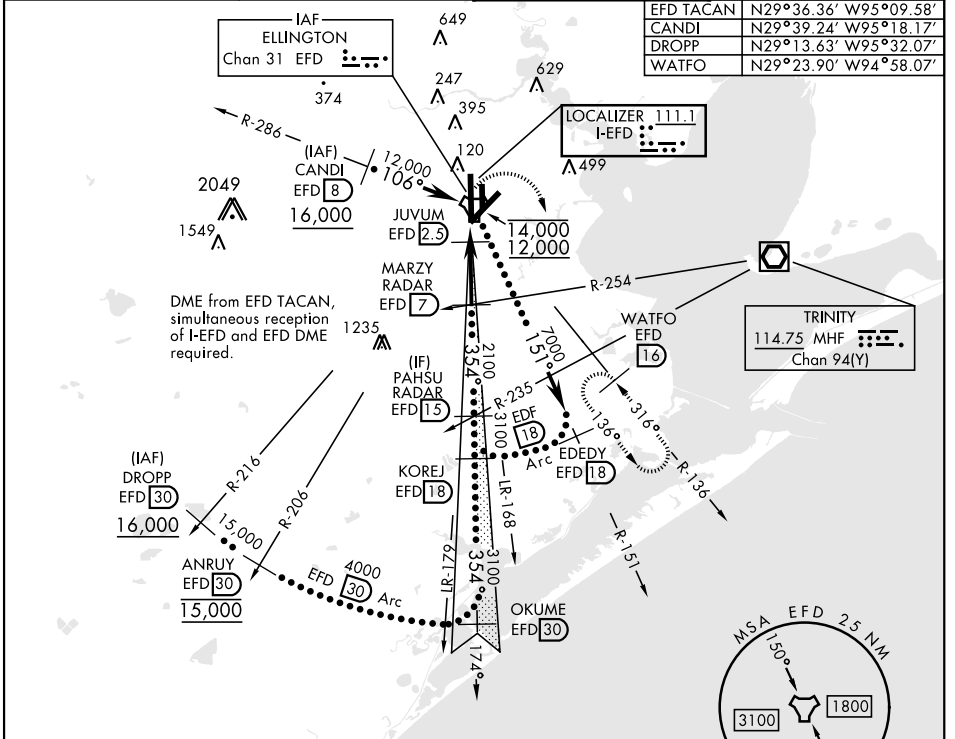 EFD TACAN N29°36.36' W95°09.58'
CANDI N29°39.24' W95°18.17'
DROPP N29°13.63' W95°32.07'
WATFO N29°23.90' W94°58.07'
IAF
ELLINGTON
Chan 31 EFD
649
247
629
374
395
120
499
LOCALIZER 111.1
I-EFD
R-286
(IAF)
CANDI
EFD 8
16,000
12,000
106°
2049
1549
JUVUM
EFD 2.5
14,000
12,000
MARZY
RADAR
EFD 7
R-254
DME from EFD TACAN,
simultaneous reception
of I-EFD and EFD DME
required.
1235
WATFO
EFD
16
TRINITY
114.75 MHF
Chan 94(Y)
7000
151°
2100
354°
(IF)
PAHSU
RADAR
EFD 15
R-235
3100
EDF
18
Arc
EDEDY
EFD 18
136°
316°
R-136
KOREJ
EFD 18
LR-168
R-151
(IAF)
DROPP
EFD 30
16,000
R-216
R-206
15,000
ANRUY
EFD 30
15,000
4000
EFD 30 Arc
LR-179
354°
3100
OKUME
EFD 30
174°
MSA EFD 25 NM
150°
3100
1800